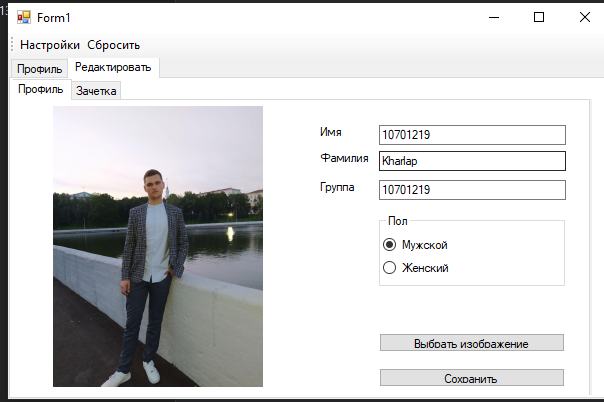 13
Form1
Настройки Сбросить
Профиль Редактировать
Профиль Зачетка
Имя 10701219
Фамилия Kharlap
Группа 10701219
Пол
Мужской
Женский
Выбрать изображение
Сохранить